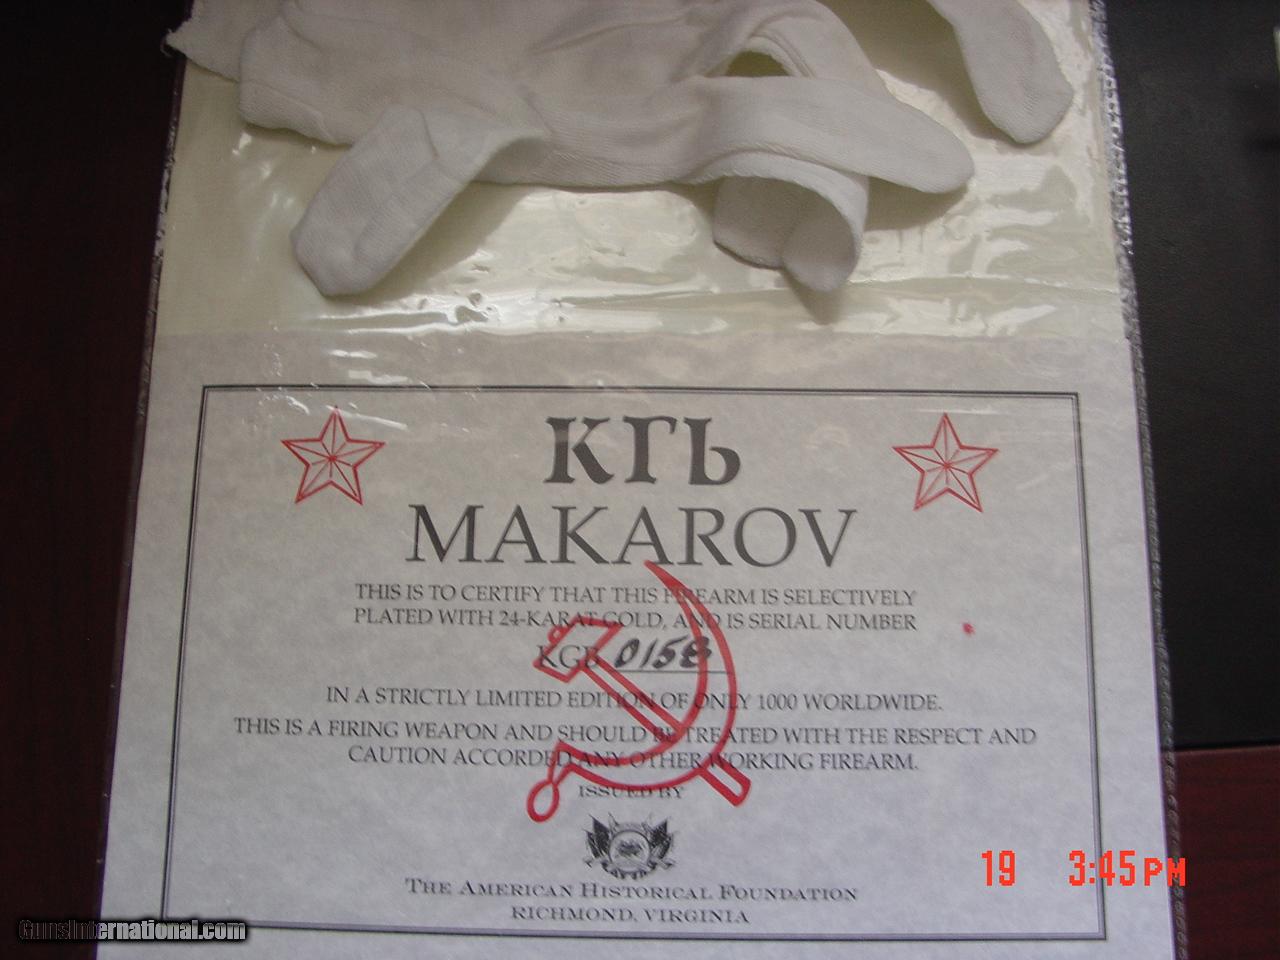 КГЬ
MAKAROV
THIS IS TO CERTIFY THAT THIS FIREARM IS SELECTIVELY
PLATED WITH 24-KARAT GOLD, AND IS SERIAL NUMBER
KGB 0158
IN A STRICTLY LIMITED EDITION OF ONLY 1000 WORLDWIDE.
THIS IS A FIRING WEAPON AND SHOULD BE TREATED WITH THE RESPECT AND
CAUTION ACCORDED ANY OTHER WORKING FIREARM.
ISSUED BY
THE AMERICAN HISTORICAL FOUNDATION
RICHMOND, VIRGINIA
19 3:45PM
GunsInternational.com